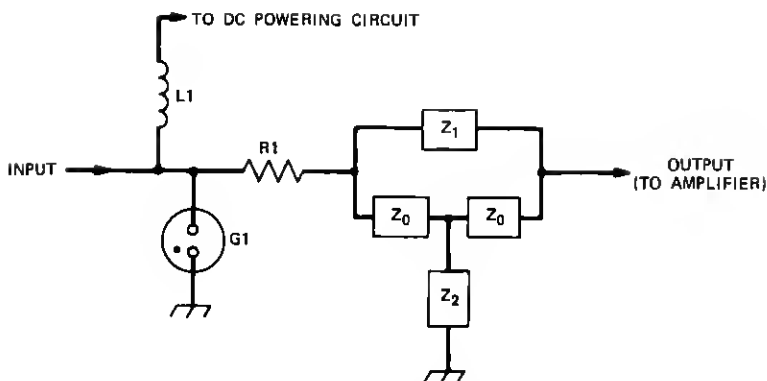 TO DC POWERING CIRCUIT
L1
INPUT
R1
Z1
OUTPUT
(TO AMPLIFIER)
Z0
Z0
G1
Z2